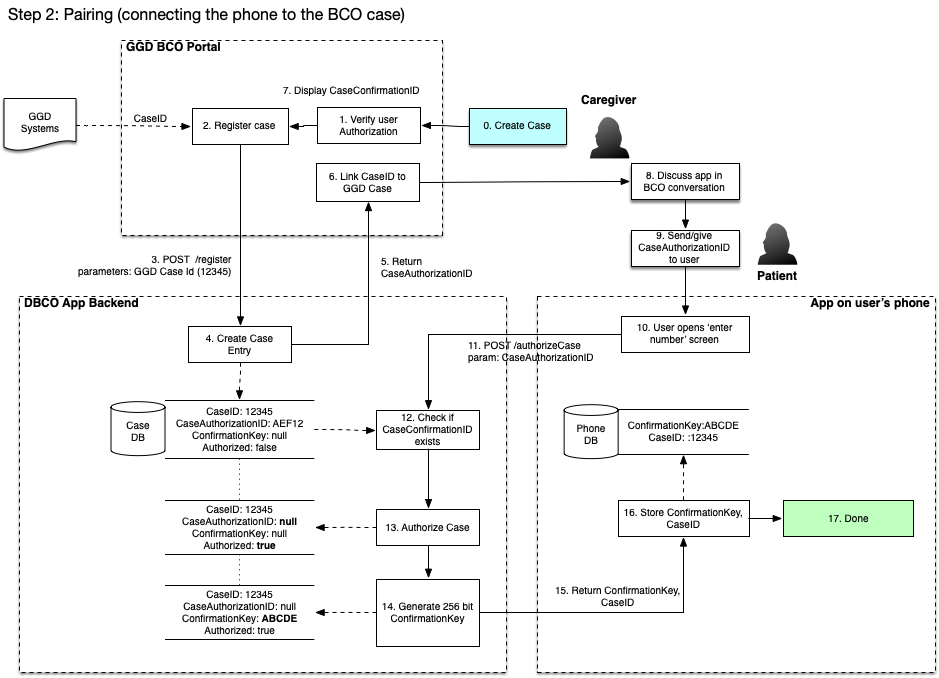 Step 2: Pairing (connecting the phone to the BCO case)
GGD BCO Portal
7. Display CaseConfirmationID
Caregiver
GGD
Systems
CaseID
2. Register case
1. Verify user
Authorization
0. Create Case
6. Link CaseID to
GGD Case
8. Discuss app in
BCO conversation
9. Send/give
CaseAuthorizationID
to user
Patient
3. POST /register
parameters: GGD Case Id (12345)
5. Return
CaseAuthorizationID
DBCO App Backend
App on user's phone
4. Create Case
Entry
10. User opens 'enter
number' screen
11. POST /authorizeCase
param: CaseAuthorizationID
Case
DB
CaseID: 12345
CaseAuthorizationID: AEF12
ConfirmationKey: null
Authorized: false
12. Check if
CaseConfirmationID
exists
Phone
DB
ConfirmationKey:ABCDE
CaseID: :12345
CaseID: 12345
CaseAuthorizationID: null
ConfirmationKey: null
Authorized: true
13. Authorize Case
16. Store ConfirmationKey,
CaseID
17. Done
CaseID: 12345
CaseAuthorizationID: null
ConfirmationKey: ABCDE
Authorized: true
14. Generate 256 bit
ConfirmationKey
15. Return ConfirmationKey,
CaseID